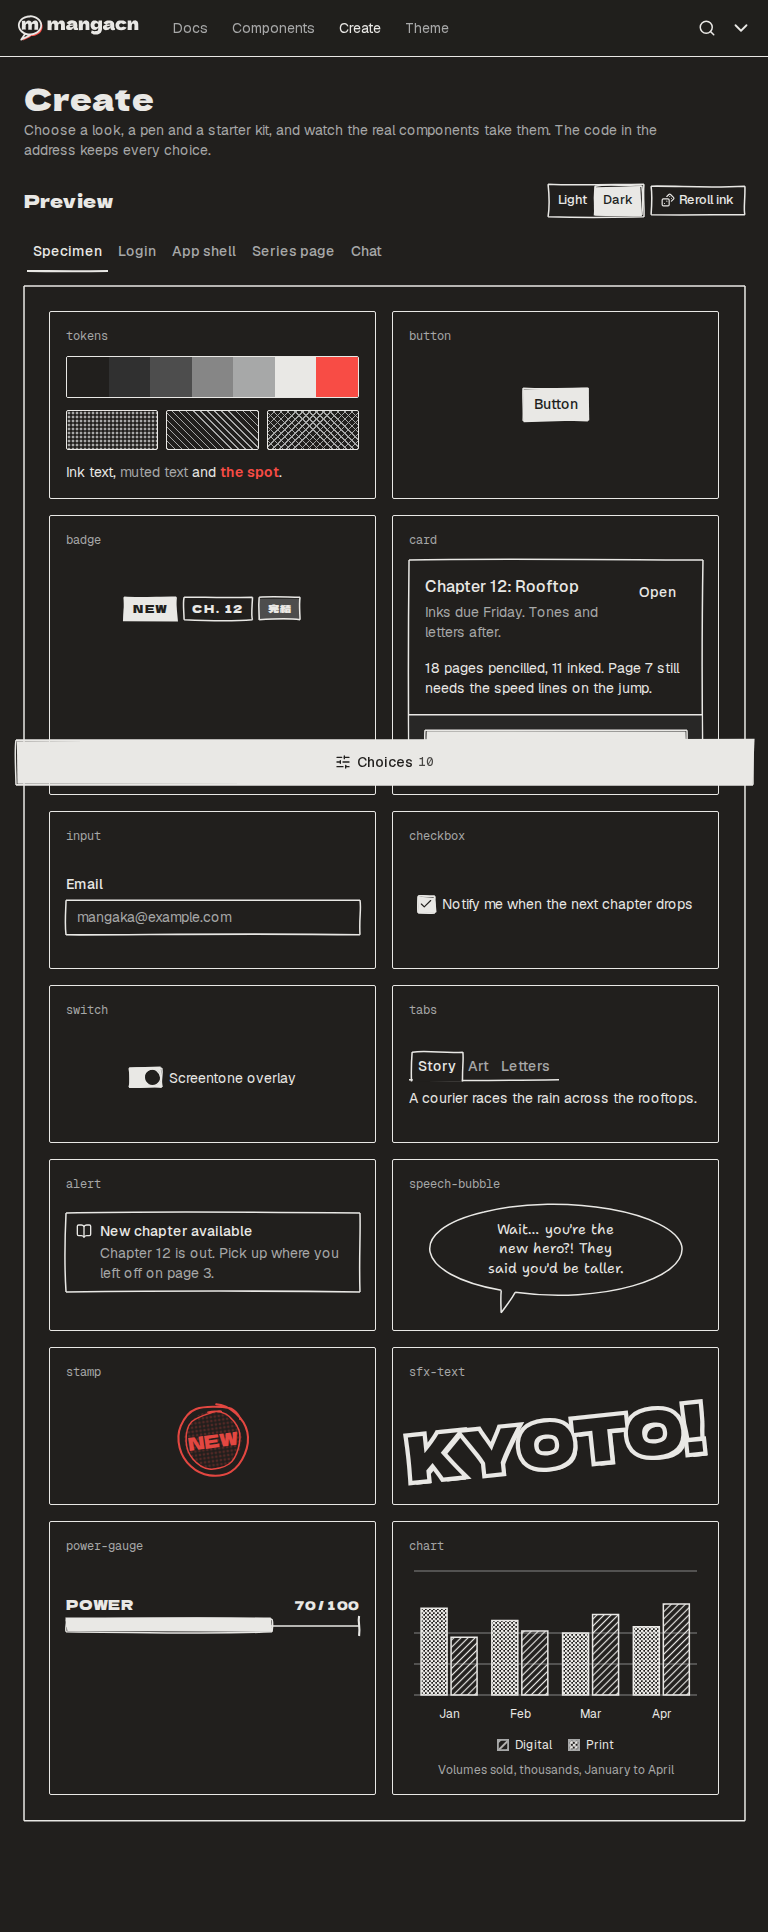 mangacn
Docs Components Create Theme
Create
Choose a look, a pen and a starter kit, and watch the real components take them. The code in the
address keeps every choice.
Preview
Light Dark Reroll ink
Specimen Login App shell Series page Chat
tokens
Ink text, muted text and the spot.
button
Button
badge
NEW CH. 12 完結
card
Chapter 12: Rooftop
Open
Inks due Friday. Tones and
letters after.
18 pages pencilled, 11 inked. Page 7 still
needs the speed lines on the jump.
Choices 10
input
Email
mangaka@example.com
checkbox
Notify me when the next chapter drops
switch
Screentone overlay
tabs
Story Art Letters
A courier races the rain across the rooftops.
alert
New chapter available
Chapter 12 is out. Pick up where you
left off on page 3.
speech-bubble
Wait... you're the
new hero?! They
said you'd be taller.
stamp
NEW
sfx-text
KYOTO!
power-gauge
POWER 70/100
chart
Jan Feb Mar Apr
Digital Print
Volumes sold, thousands, January to April